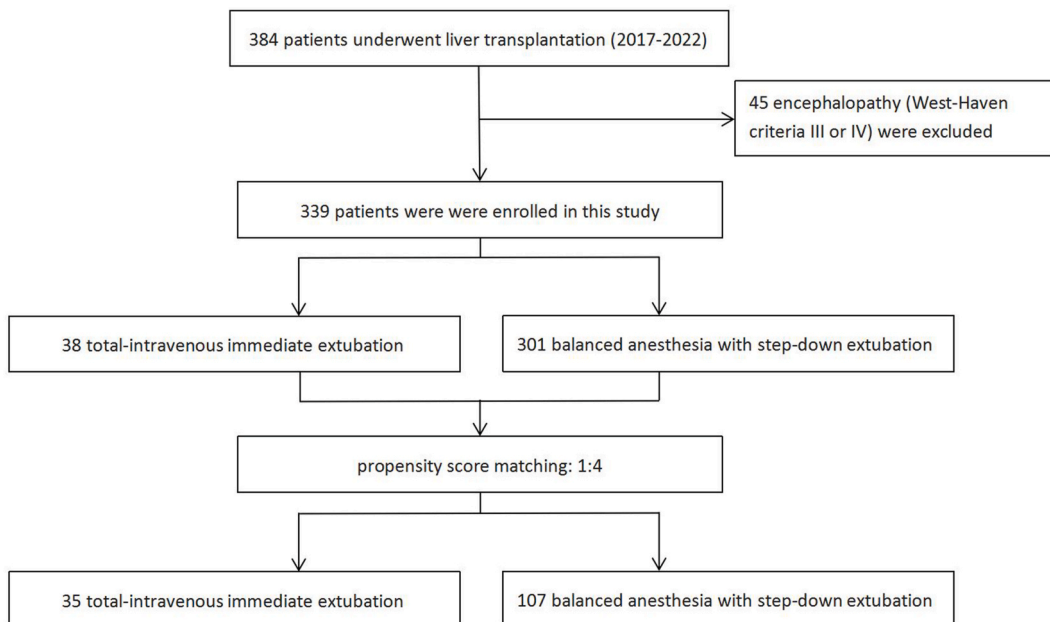 384 patients underwent liver transplantation (2017-2022)
45 encephalopathy (West-Haven
criteria III or IV) were excluded
339 patients were were enrolled in this study
38 total-intravenous immediate extubation
301 balanced anesthesia with step-down extubation
propensity score matching: 1:4
35 total-intravenous immediate extubation
107 balanced anesthesia with step-down extubation